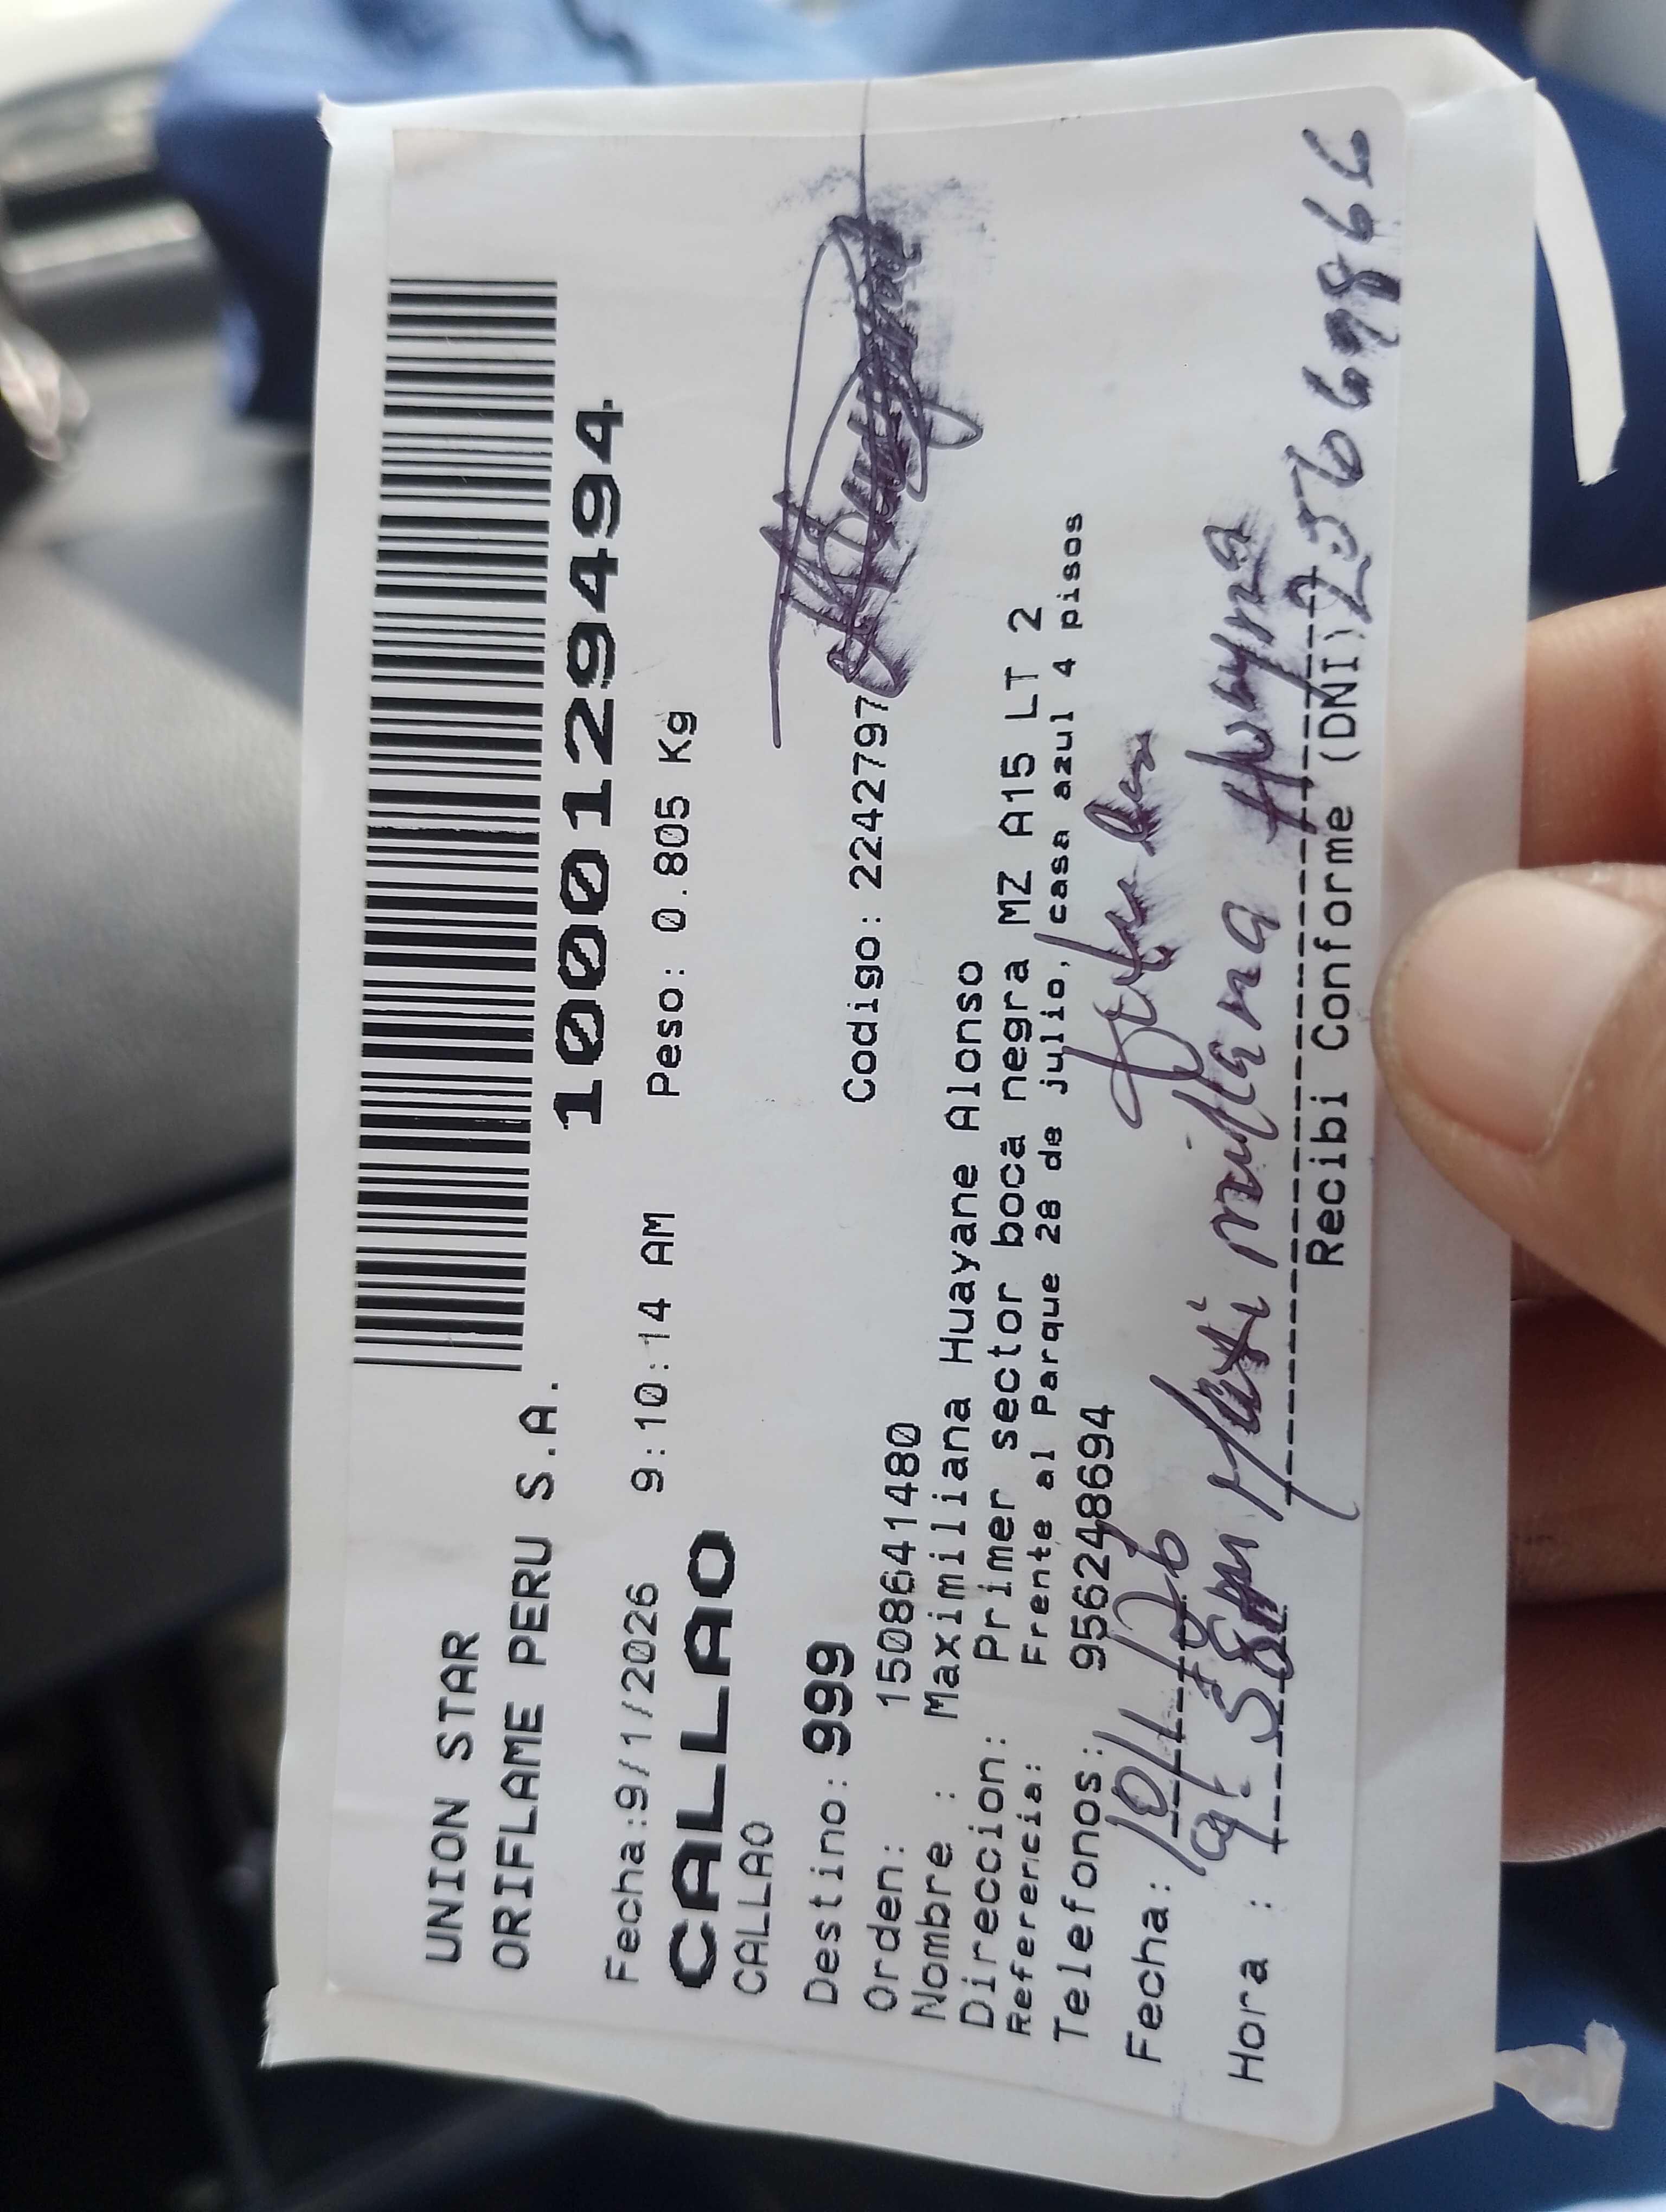 UNION STAR
ORIFLAME PERU S.A.
1000129494
Fecha:9/1/2026 9:10:14 AM Peso: 0.805 Kg
CALLAO
CALLAO
Destino: 999
Orden: 1508641480 Codigo: 2242797
Nombre : Maximiliana Huayane Alonso
Direccion: Primer sector boca negra MZ A15 LT 2
Referencia: Frente al Parque 28 de julio, casa azul 4 pisos
Telefonos: 956248694
Fecha: 10/1/26
Hora :
Maximiliana Huayna
Recibi Conforme (DNI) 25669866